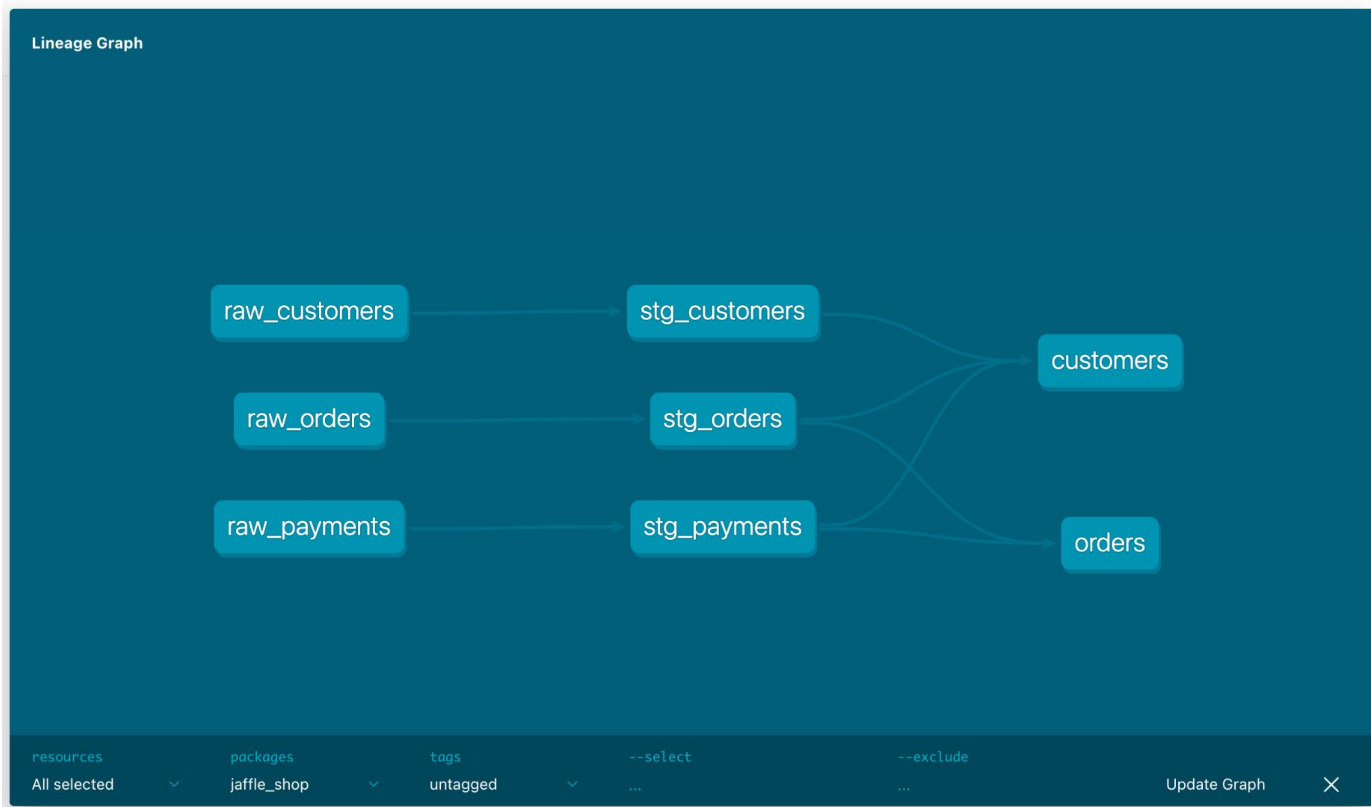 Lineage Graph
raw_customers
stg_customers
customers
raw_orders
stg_orders
raw_payments
stg_payments
orders
resources
packages
tags
--select
--exclude
All selected
jaffle_shop
untagged
...
...
Update Graph